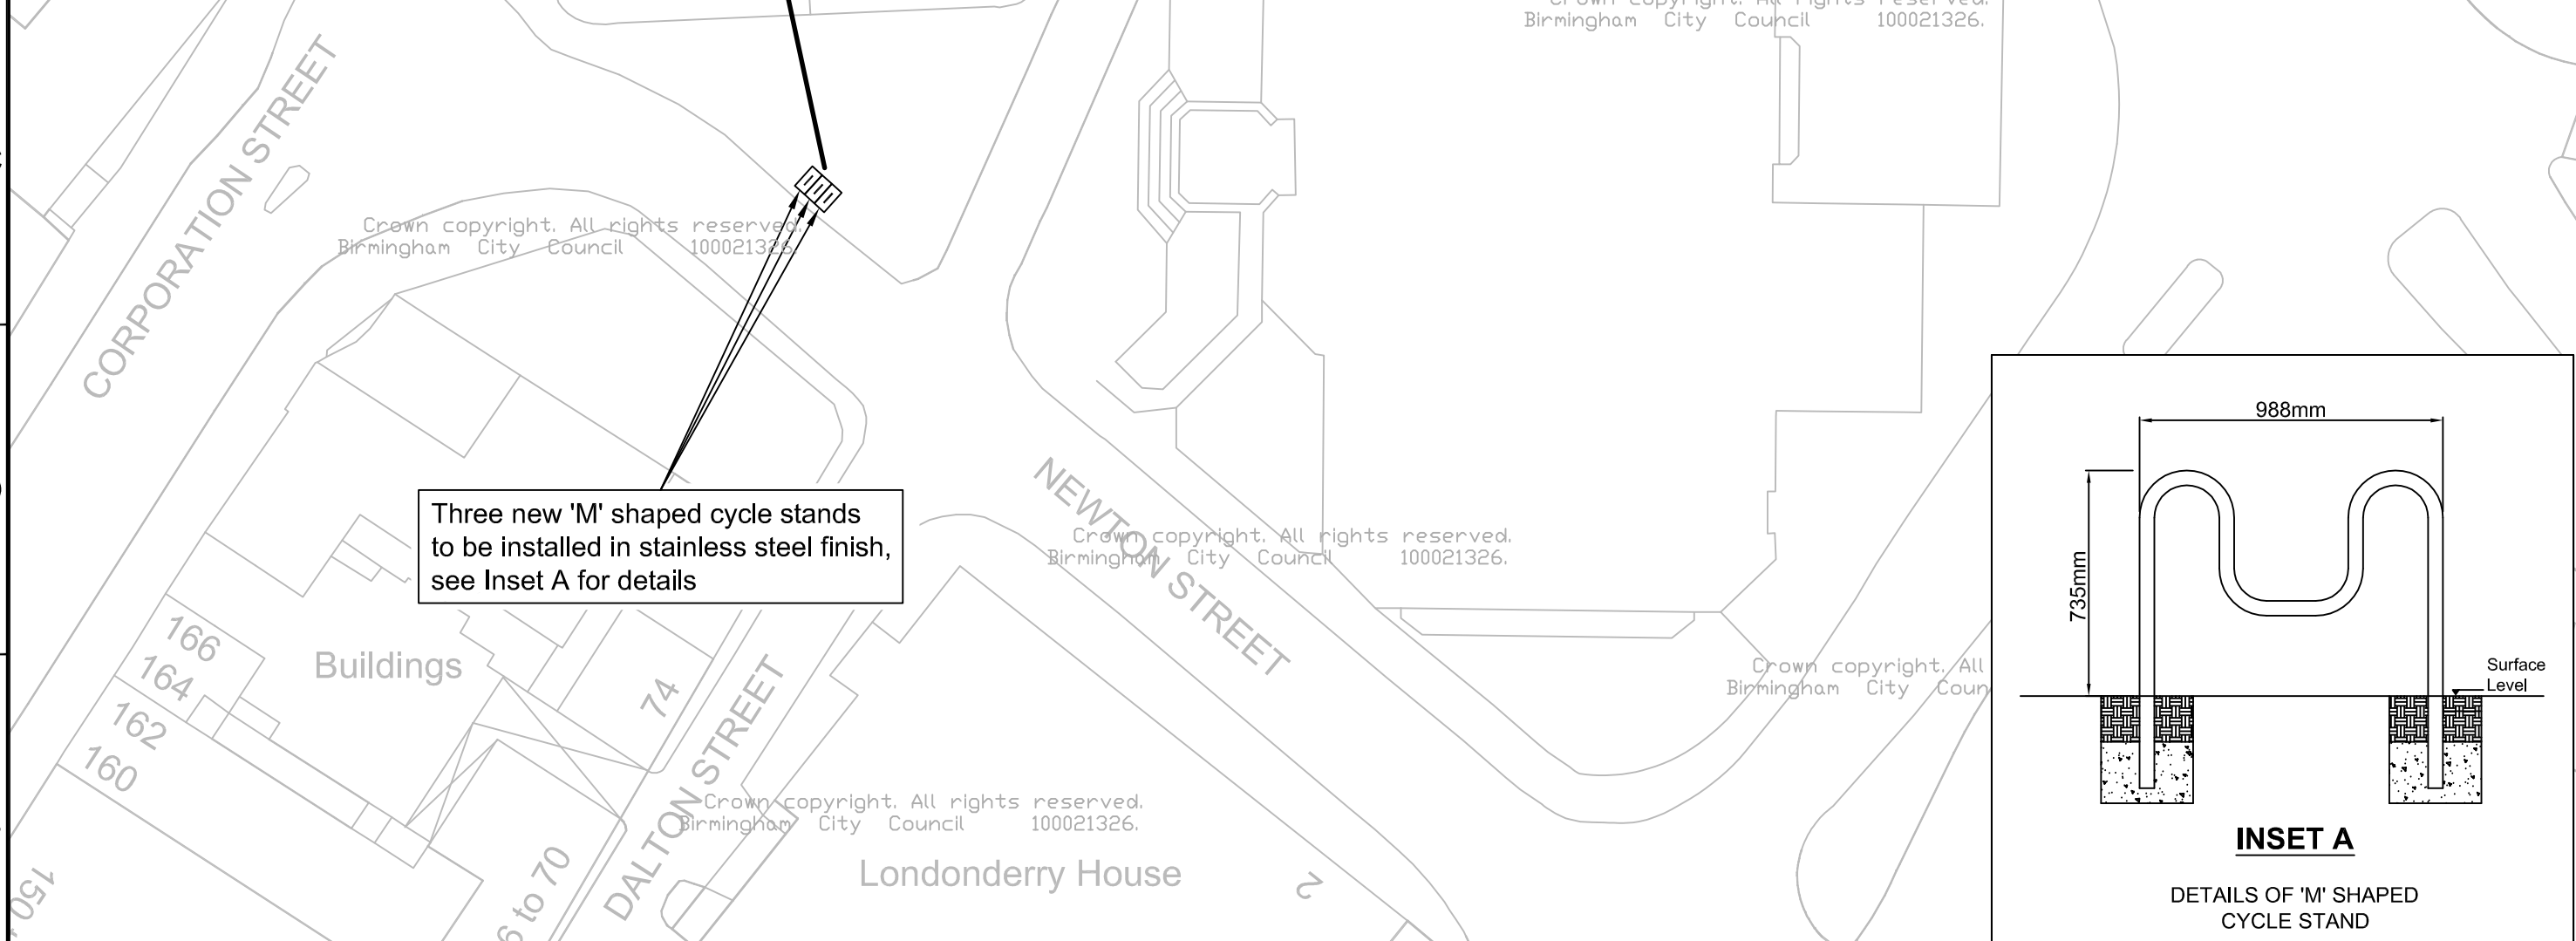 Crown copyright. All rights reserved.
Birmingham City Council 100021326.
CORPORATION STREET
Crown copyright. All rights reserved.
Birmingham City Council 100021326.
Three new 'M' shaped cycle stands
to be installed in stainless steel finish,
see Inset A for details
NEWTON STREET
Crown copyright. All rights reserved.
Birmingham City Council 100021326.
166
164
162
160
Buildings
74
DALTON STREET
Crown copyright. All
Birmingham City Coun
Crown copyright. All rights reserved.
Birmingham City Council 100021326.
Londonderry House
2
150
6 to 70
988mm
735mm
Surface
Level
INSET A
DETAILS OF 'M' SHAPED
CYCLE STAND